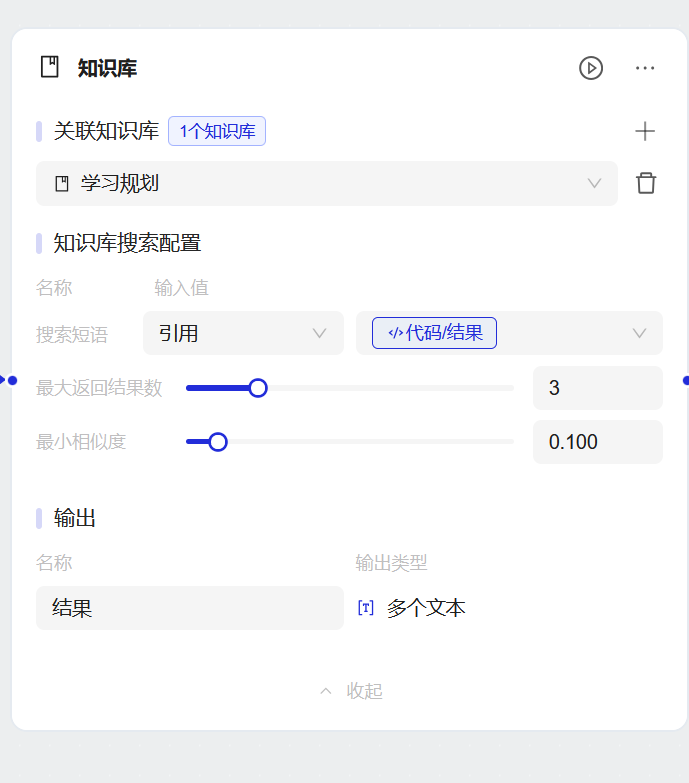 知识库
关联知识库 1个知识库
学习规划
知识库搜索配置
名称 输入值
搜索短语 引用 </>代码/结果
最大返回结果数 3
最小相似度 0.100
输出
名称 输出类型
结果 [T] 多个文本
收起